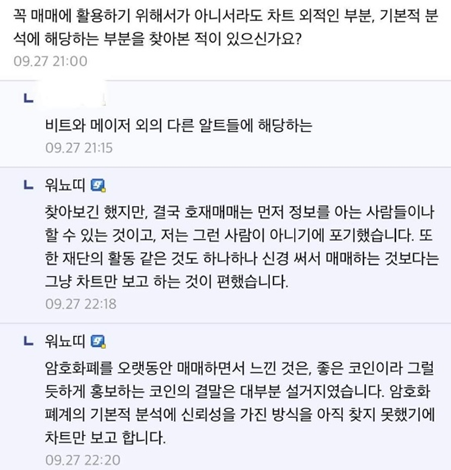 꼭 매매에 활용하기 위해서가 아니서라도 차트 외적인 부분, 기본적 분
석에 해당하는 부분을 찾아본 적이 있으신가요?
09.27 21:00
비트와 메이저 외의 다른 알트들에 해당하는
09.27 21:15
워뇨띠
찾아보긴 했지만, 결국 호재매매는 먼저 정보를 아는 사람들이나
할 수 있는 것이고, 저는 그런 사람이 아니기에 포기했습니다. 또
한 재단의 활동 같은 것도 하나하나 신경 써서 매매하는 것보다는
그냥 차트만 보고 하는 것이 편했습니다.
09.27 22:18
워뇨띠
암호화폐를 오랫동안 매매하면서 느낀 것은, 좋은 코인이라 그럴
듯하게 홍보하는 코인의 결말은 대부분 설거지였습니다. 암호화
폐계의 기본적 분석에 신뢰성을 가진 방식을 아직 찾지 못했기에
차트만 보고 합니다.
09.27 22:20